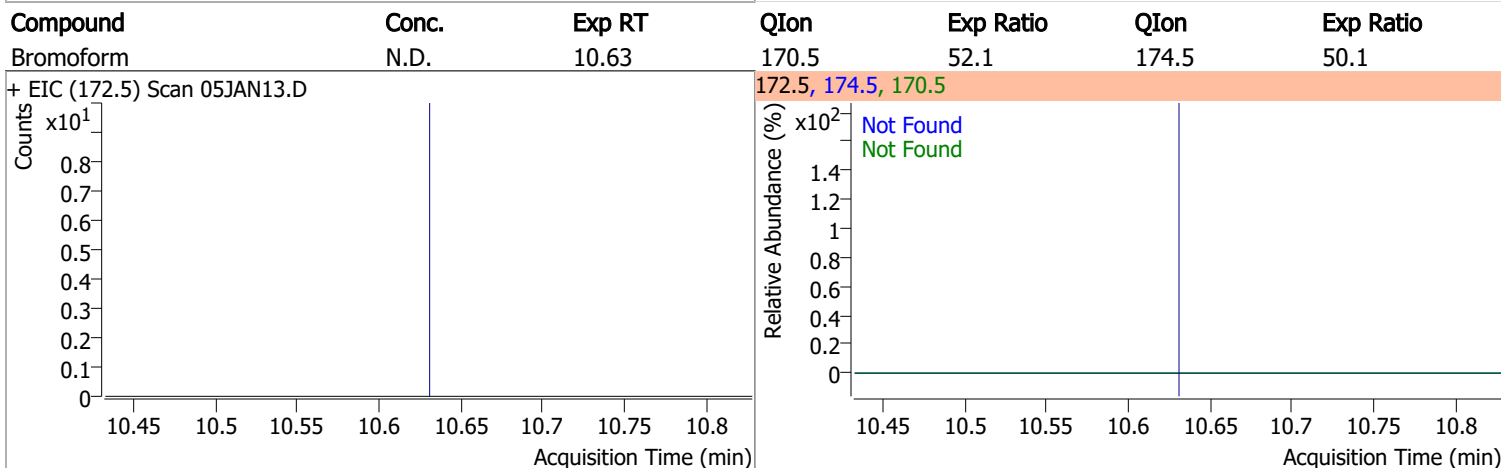 Compound Conc. Exp RT QIon Exp Ratio QIon Exp Ratio
Bromoform N.D. 10.63 170.5 52.1 174.5 50.1
+ EIC (172.5) Scan 05JAN13.D
Counts
x10¹
0.8
0.7
0.6
0.5
0.4
0.3
0.2
0.1
0
10.45 10.5 10.55 10.6 10.65 10.7 10.75 10.8
Acquisition Time (min)
172.5, 174.5, 170.5
Relative Abundance (%)
x10²
Not Found
Not Found
1.4
1.2
1
0.8
0.6
0.4
0.2
0
10.45 10.5 10.55 10.6 10.65 10.7 10.75 10.8
Acquisition Time (min)